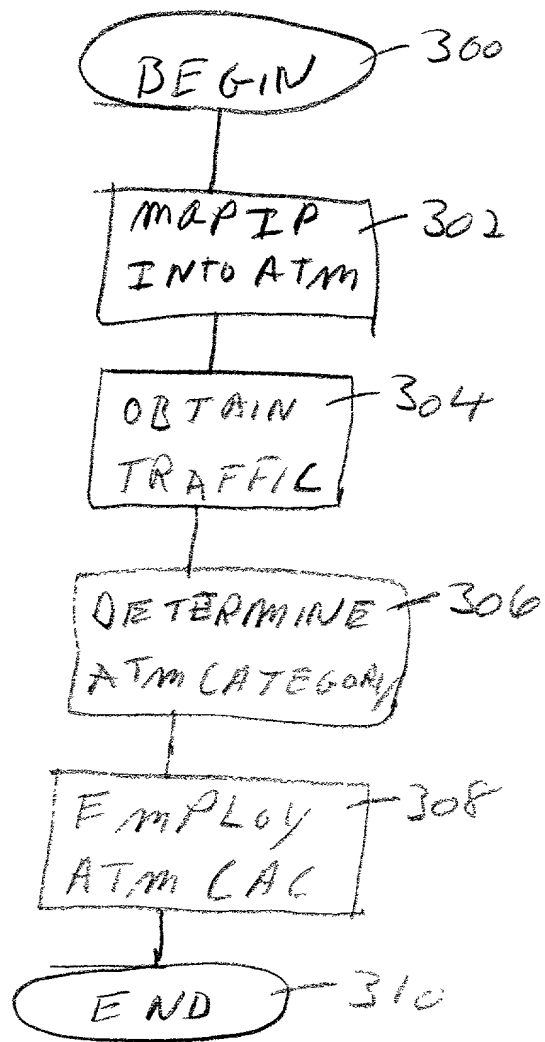 BEGIN
300
MAP IP
INTO ATM
302
OBTAIN
TRAFFIC
304
DETERMINE
ATM CATEGORY
306
EMPLOY
ATM CAC
308
END
310